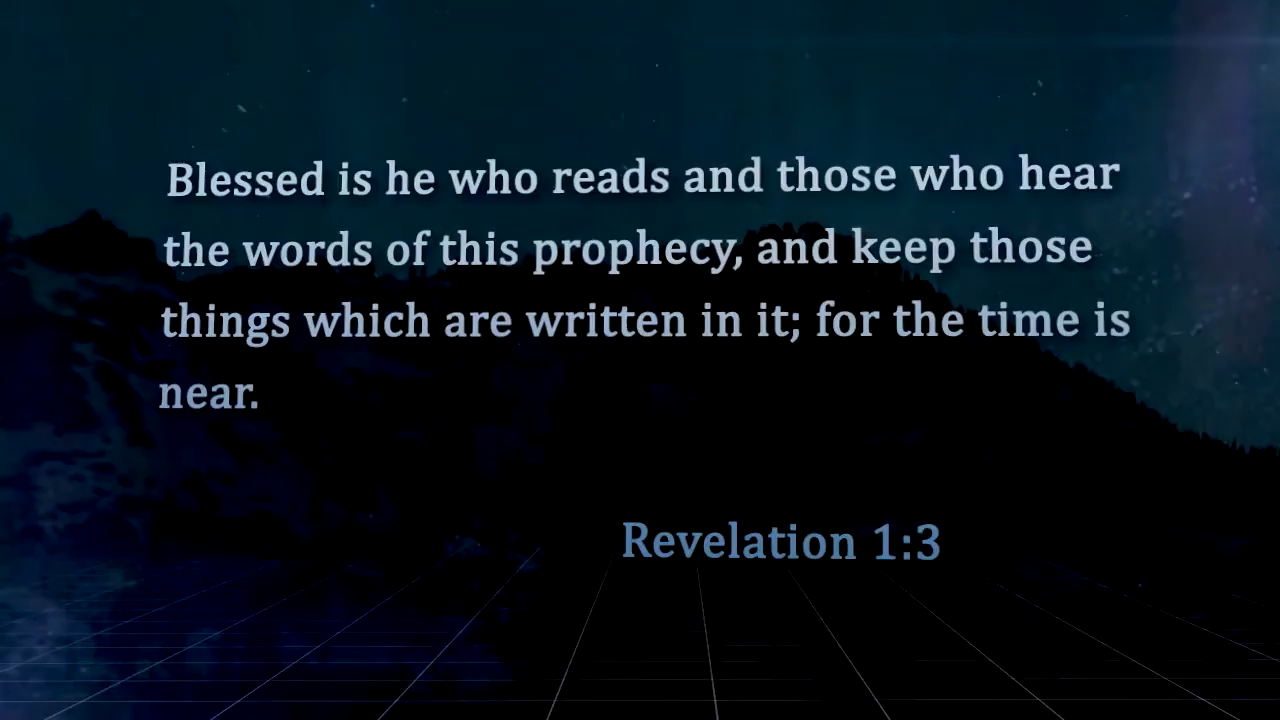 Blessed is he who reads and those who hear
the words of this prophecy, and keep those
things which are written in it; for the time is
near.
Revelation 1:3